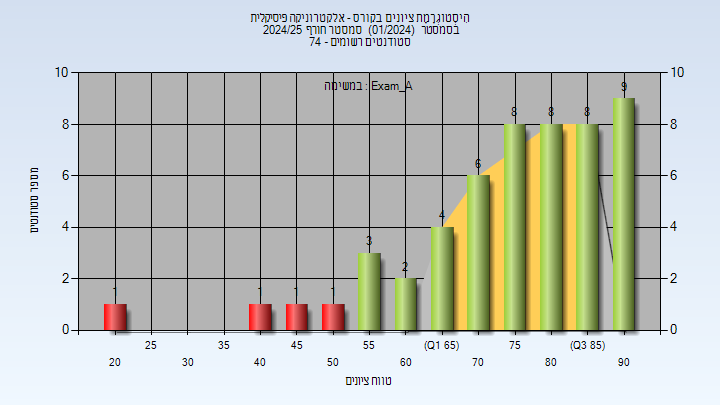 היסטוגרמת ציונים בקורס - אלקטרוניקה פיסיקלית
בסמסטר (01/2024) סמסטר חורף 2024/25
סטודנטים רשומים - 74
במשימה : Exam_A
מספר סטודנטים
10 10
8 8
6 6
4 4
2 2
0 0
1 1 1 1 3 2 4 6 8 8 8 9
25 35 45 55 (Q1 65) 75 (Q3 85)
20 30 40 50 60 70 80 90
טווח ציונים